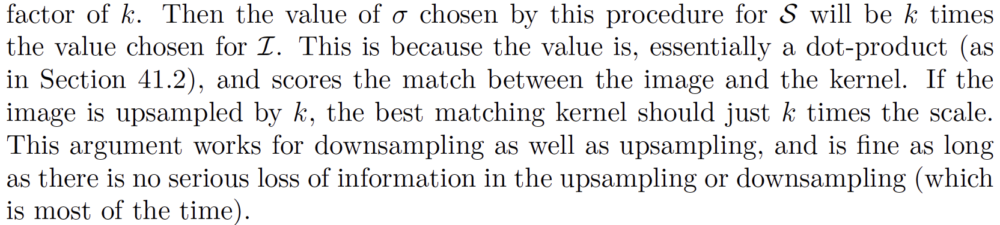 factor of k. Then the value of σ chosen by this procedure for 𝒮 will be k times
the value chosen for ℐ. This is because the value is, essentially a dot-product (as
in Section 41.2), and scores the match between the image and the kernel. If the
image is upsampled by k, the best matching kernel should just k times the scale.
This argument works for downsampling as well as upsampling, and is fine as long
as there is no serious loss of information in the upsampling or downsampling (which
is most of the time).